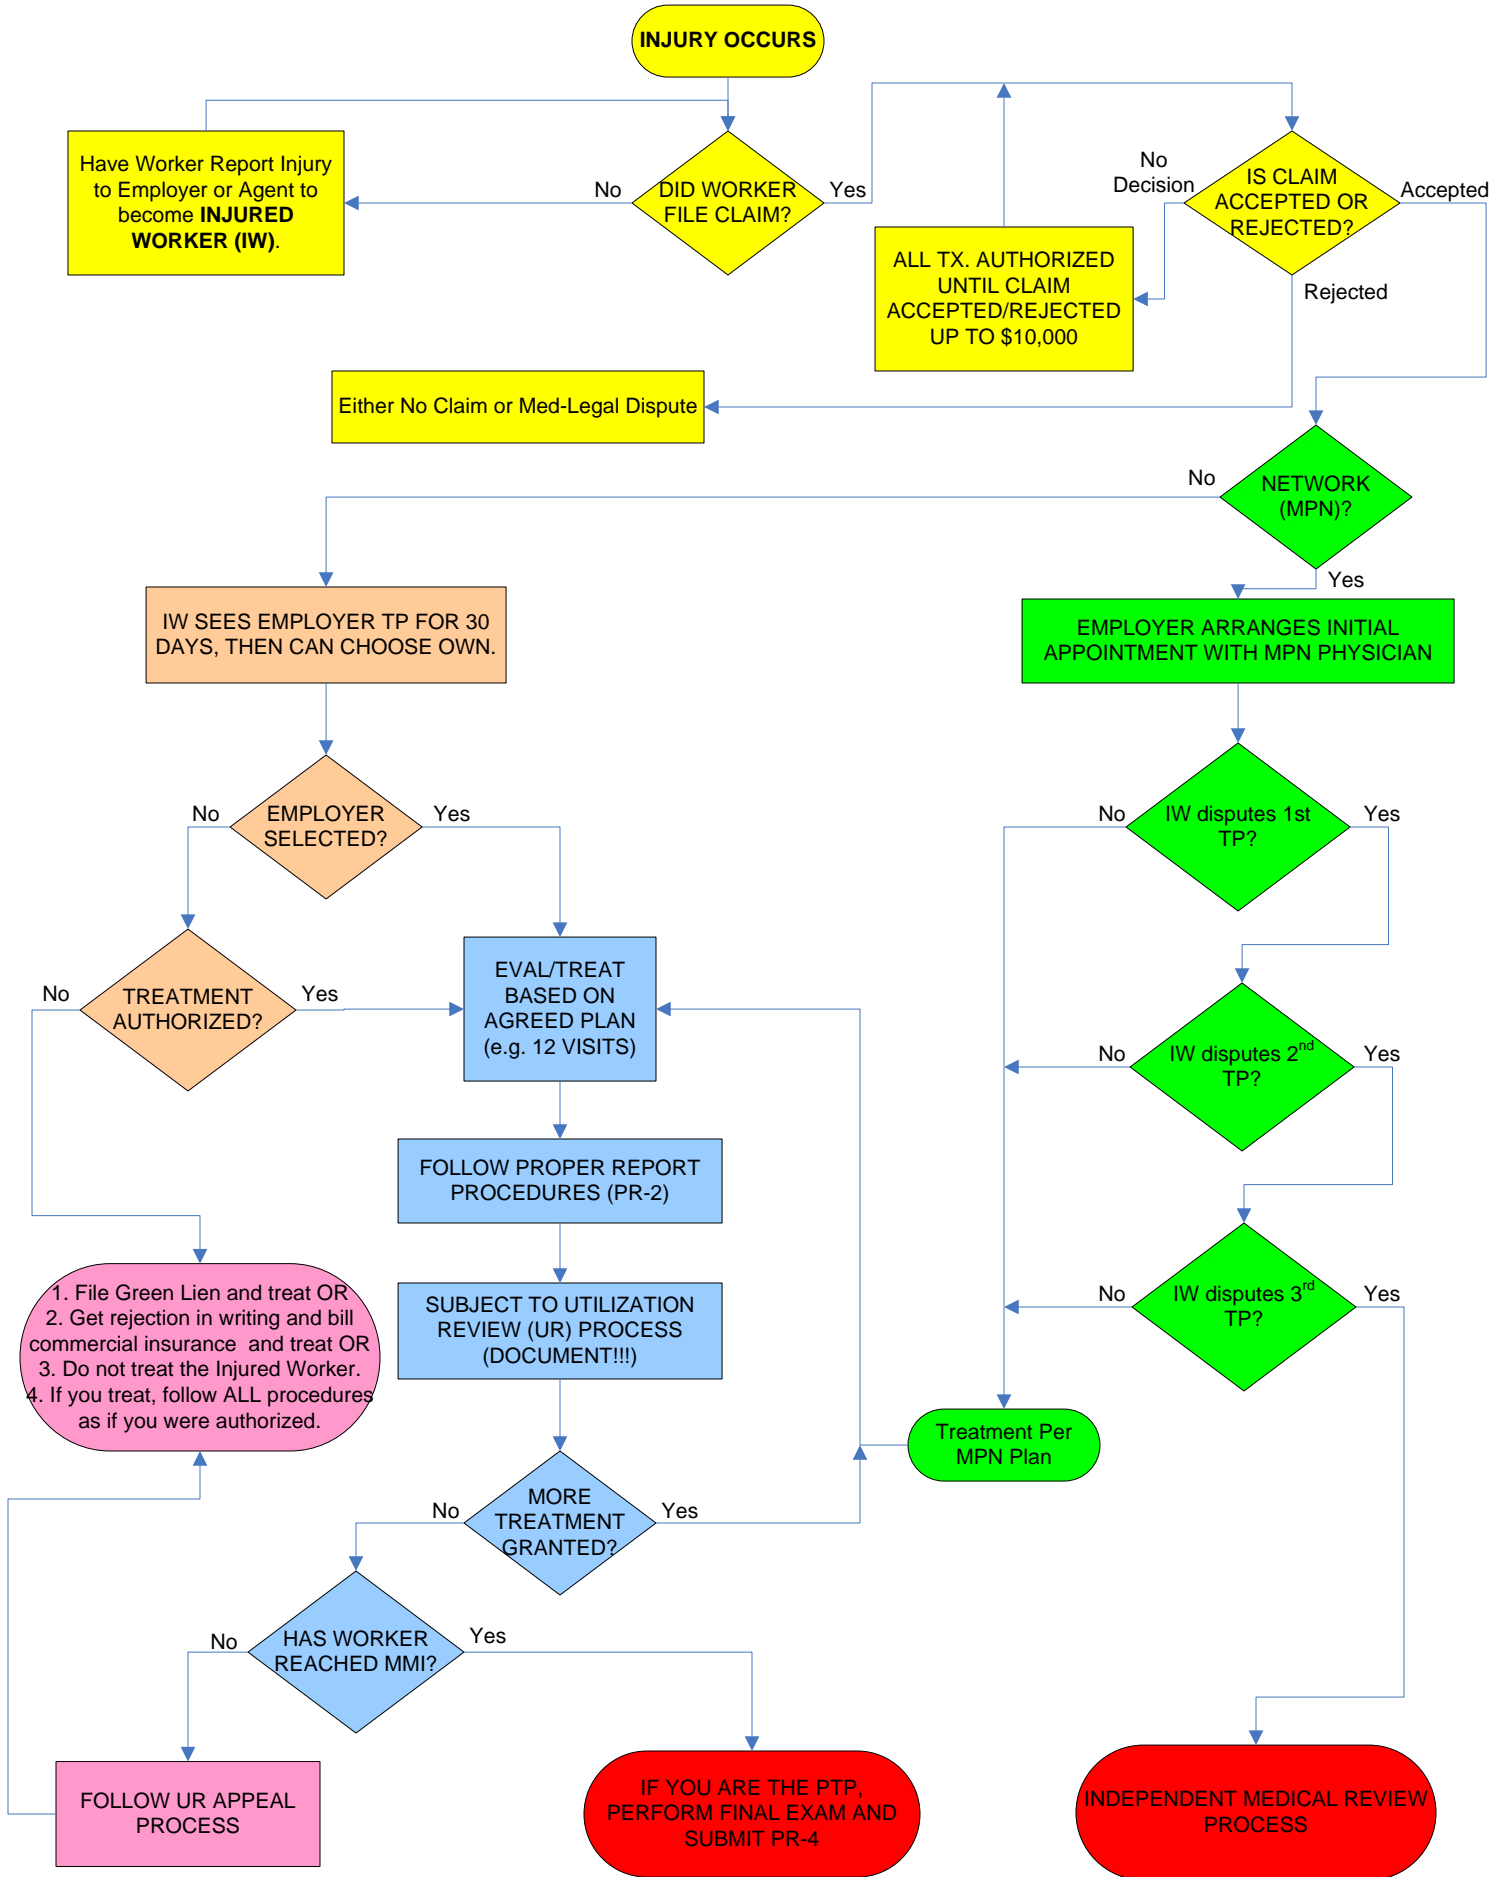 INJURY OCCURS
Have Worker Report Injury
to Employer or Agent to
become INJURED
WORKER (IW).
No
DID WORKER
FILE CLAIM?
Yes
No
Decision
IS CLAIM
ACCEPTED OR
REJECTED?
Accepted
Rejected
ALL TX. AUTHORIZED
UNTIL CLAIM
ACCEPTED/REJECTED
UP TO $10,000
Either No Claim or Med-Legal Dispute
No
NETWORK
(MPN)?
Yes
IW SEES EMPLOYER TP FOR 30
DAYS, THEN CAN CHOOSE OWN.
EMPLOYER ARRANGES INITIAL
APPOINTMENT WITH MPN PHYSICIAN
No
EMPLOYER
SELECTED?
Yes
No
IW disputes 1st
TP?
Yes
No
TREATMENT
AUTHORIZED?
Yes
EVAL/TREAT
BASED ON
AGREED PLAN
(e.g. 12 VISITS)
No
IW disputes 2nd
TP?
Yes
FOLLOW PROPER REPORT
PROCEDURES (PR-2)
1. File Green Lien and treat OR
2. Get rejection in writing and bill
commercial insurance  and treat OR
3. Do not treat the Injured Worker.
4. If you treat, follow ALL procedures
as if you were authorized.
SUBJECT TO UTILIZATION
REVIEW (UR) PROCESS
(DOCUMENT!!!)
No
IW disputes 3rd
TP?
Yes
Treatment Per
MPN Plan
No
MORE
TREATMENT
GRANTED?
Yes
No
HAS WORKER
REACHED MMI?
Yes
FOLLOW UR APPEAL
PROCESS
IF YOU ARE THE PTP,
PERFORM FINAL EXAM AND
SUBMIT PR-4
INDEPENDENT MEDICAL REVIEW
PROCESS